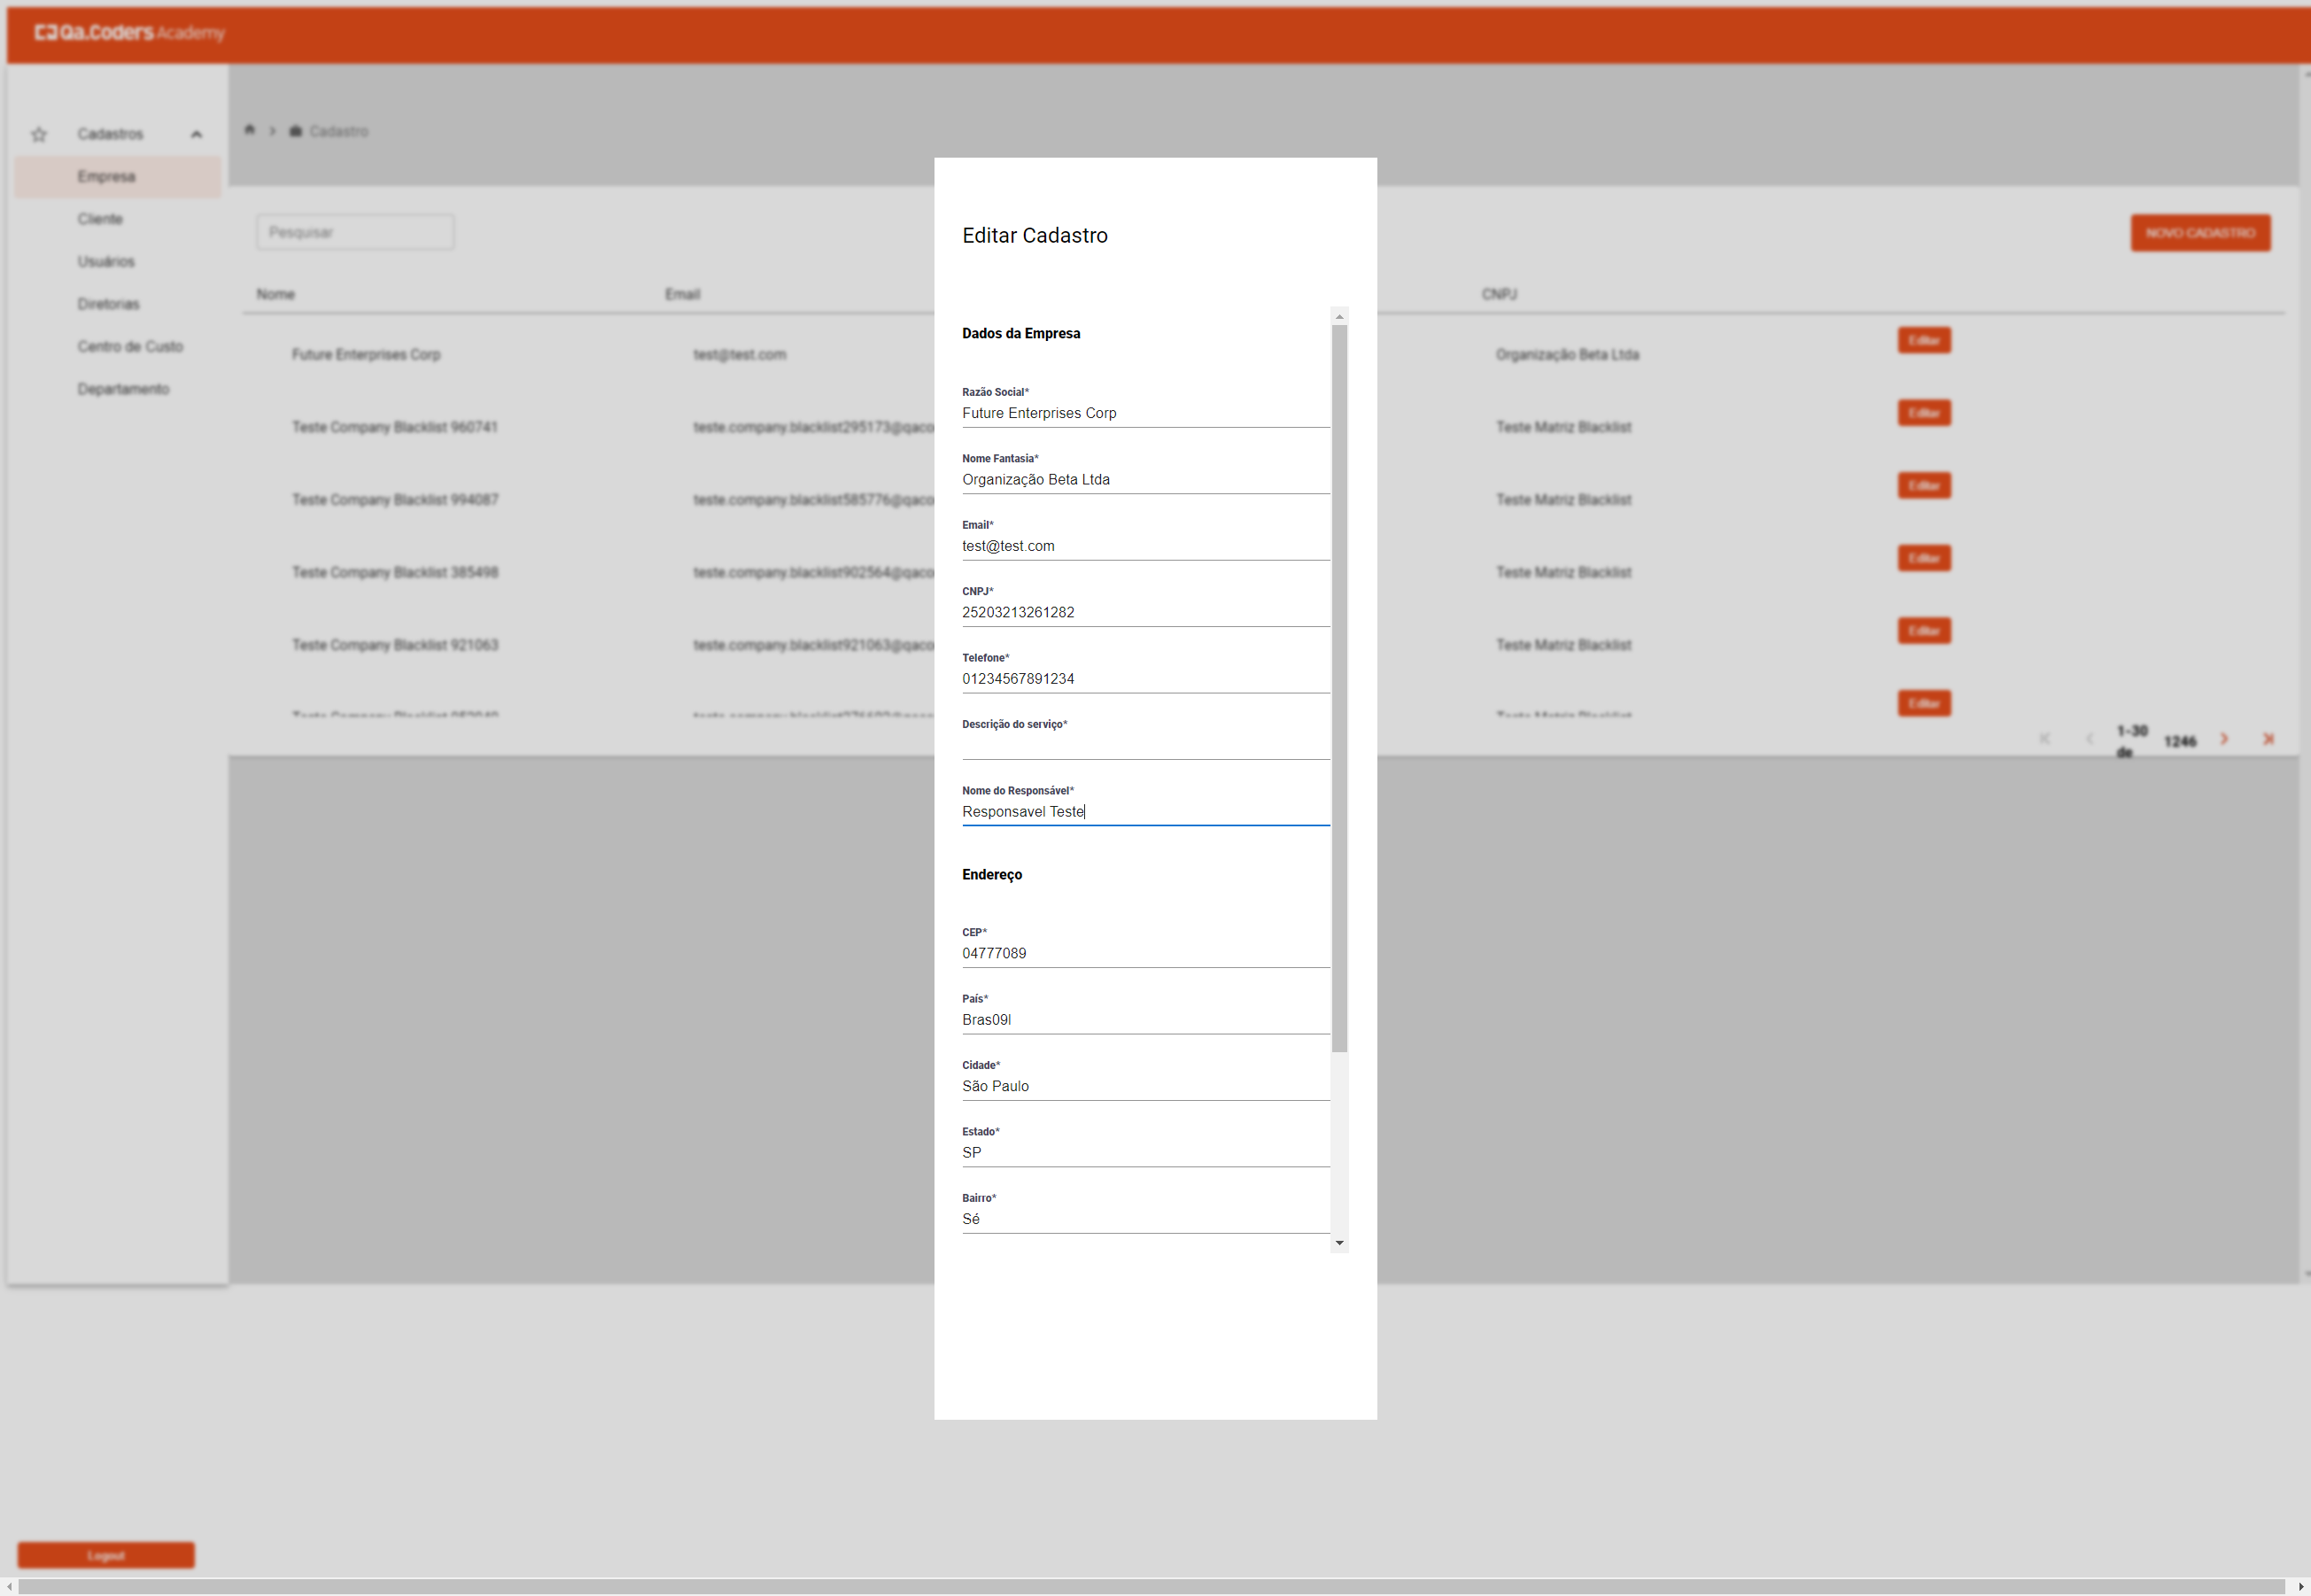 Qa.Coders Academy
Cadastros
Empresa
Cliente
Usuários
Diretorias
Centro de Custo
Departamento
Logout
Cadastro
Pesquisar
NOVO CADASTRO
Nome Email CNPJ
Future Enterprises Corp test@test.com Organização Beta Ltda Editar
Teste Company Blacklist 960741 teste.company.blacklist295173@qaco Teste Matriz Blacklist Editar
Teste Company Blacklist 994087 teste.company.blacklist585776@qaco Teste Matriz Blacklist Editar
Teste Company Blacklist 385498 teste.company.blacklist902564@qaco Teste Matriz Blacklist Editar
Teste Company Blacklist 921063 teste.company.blacklist921063@qaco Teste Matriz Blacklist Editar
Teste Company Blacklist Teste Matriz Blacklist Editar
1-30
de 1246
Editar Cadastro
Dados da Empresa
Razão Social*
Future Enterprises Corp
Nome Fantasia*
Organização Beta Ltda
Email*
test@test.com
CNPJ*
25203213261282
Telefone*
01234567891234
Descrição do serviço*
Nome do Responsável*
Responsavel Teste
Endereço
CEP*
04777089
País*
Bras09l
Cidade*
São Paulo
Estado*
SP
Bairro*
Sé